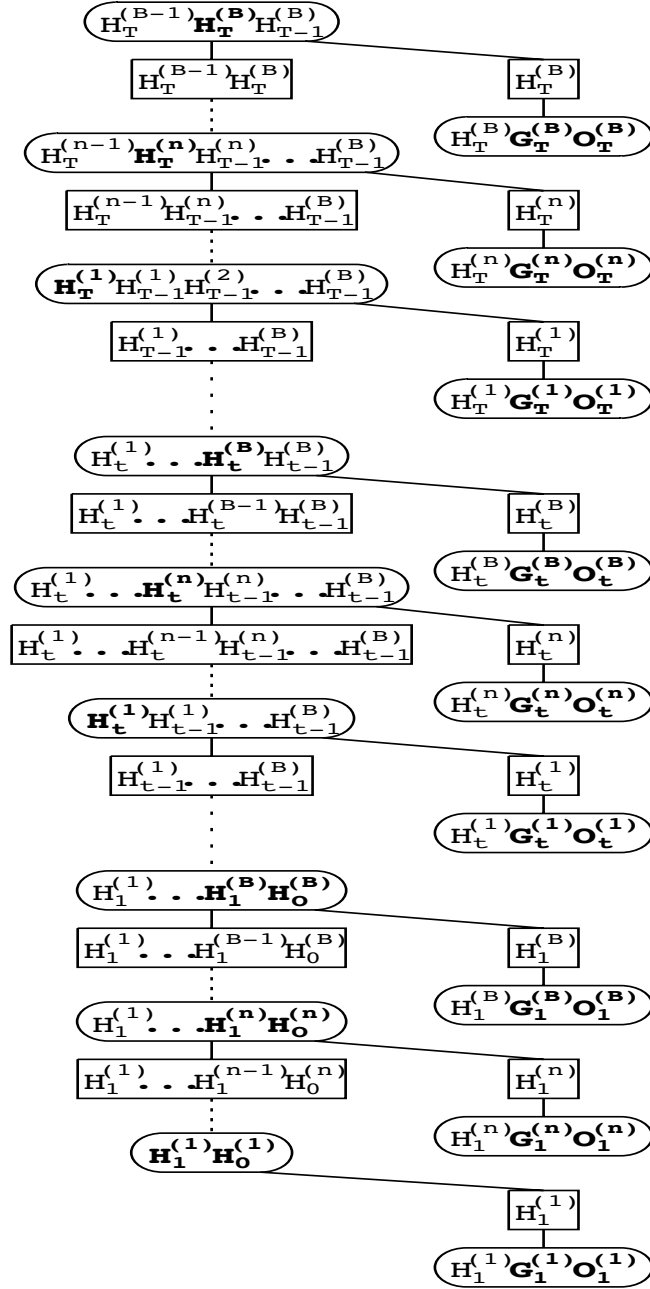 H_T^(B-1) H_T^(B) H_{T-1}^(B)
H_T^(B-1) H_T^(B)
H_T^(B)
H_T^(B) G_T^(B) O_T^(B)
H_T^(n-1) H_T^(n) H_{T-1}^(n) . . . H_{T-1}^(B)
H_T^(n-1) H_{T-1}^(n) . . . H_{T-1}^(B)
H_T^(n)
H_T^(n) G_T^(n) O_T^(n)
H_T^(1) H_{T-1}^(1) H_{T-1}^(2) . . . H_{T-1}^(B)
H_{T-1}^(1) . . . H_{T-1}^(B)
H_T^(1)
H_T^(1) G_T^(1) O_T^(1)
H_t^(1) . . . H_t^(B) H_{t-1}^(B)
H_t^(1) . . . H_t^(B-1) H_{t-1}^(B)
H_t^(B)
H_t^(B) G_t^(B) O_t^(B)
H_t^(1) . . . H_t^(n) H_{t-1}^(n) . . . H_{t-1}^(B)
H_t^(1) . . . H_t^(n-1) H_{t-1}^(n) . . . H_{t-1}^(B)
H_t^(n)
H_t^(n) G_t^(n) O_t^(n)
H_t^(1) H_{t-1}^(1) . . . H_{t-1}^(B)
H_{t-1}^(1) . . . H_{t-1}^(B)
H_t^(1)
H_t^(1) G_t^(1) O_t^(1)
H_1^(1) . . . H_1^(B) H_0^(B)
H_1^(1) . . . H_1^(B-1) H_0^(B)
H_1^(B)
H_1^(B) G_1^(B) O_1^(B)
H_1^(1) . . . H_1^(n) H_0^(n)
H_1^(1) . . . H_1^(n-1) H_0^(n)
H_1^(n)
H_1^(n) G_1^(n) O_1^(n)
H_1^(1) H_0^(1)
H_1^(1)
H_1^(1) G_1^(1) O_1^(1)